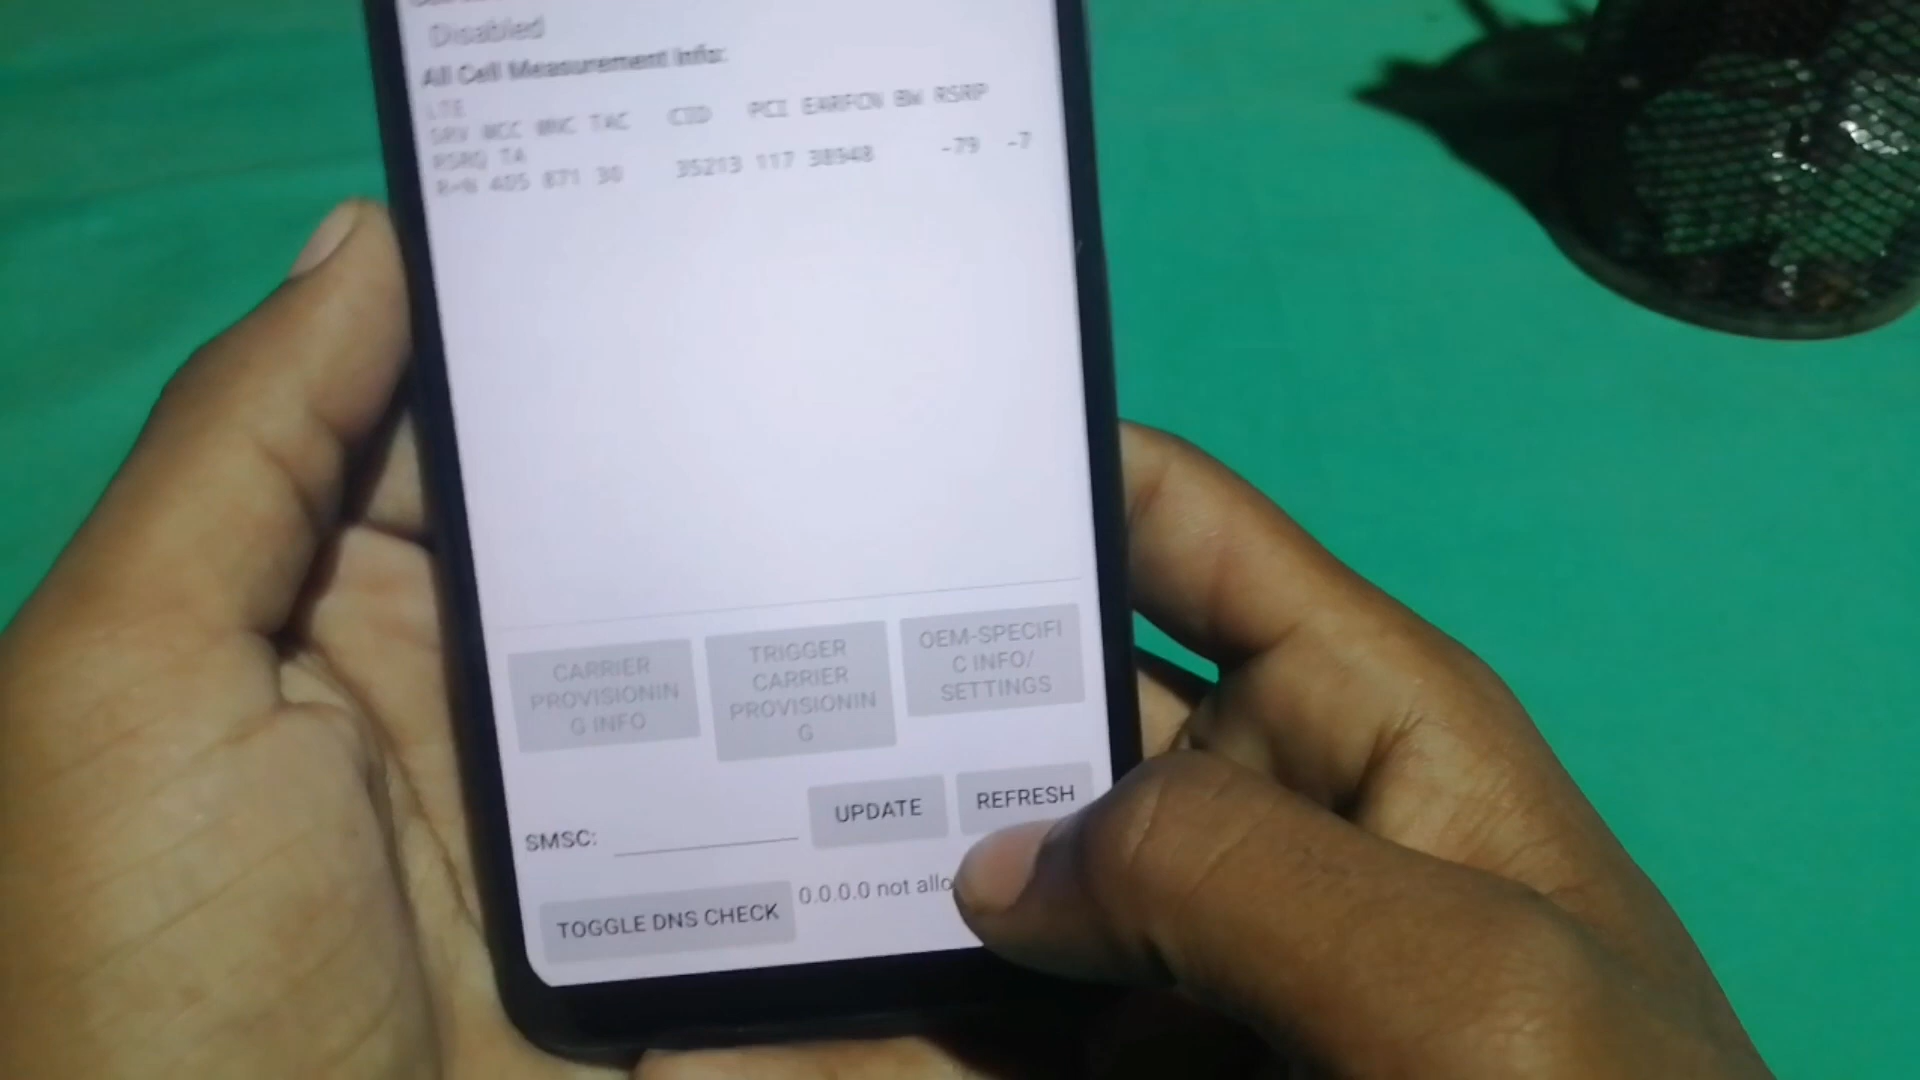 Disabled
All Cell Measurement Info:
LTE
SRV MCC MNC TAC CID PCI EARFCN BW RSRP
RSRQ TA
405 871 30 35213 117 38948 -79 -7
CARRIER
PROVISIONIN
G INFO
TRIGGER
CARRIER
PROVISIONIN
G
OEM-SPECIFI
C INFO/
SETTINGS
SMSC:
UPDATE
REFRESH
TOGGLE DNS CHECK
0.0.0.0 not allo